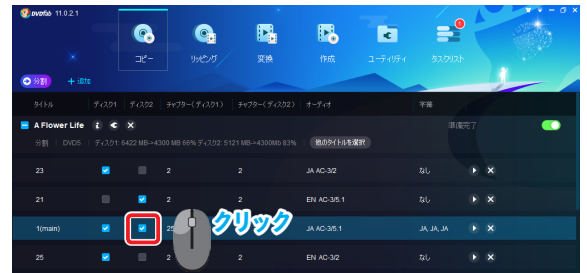 DVDFab 11.0.2.1
コピー リッピング 変換 作成 ユーティリティ タスクリスト
分割 + 追加
タイトル ディスク1 ディスク2 チャプター(ディスク1) チャプター(ディスク2) オーディオ 字幕
A Flower Life 準備完了
分割 DVD5 ディスク1: 6422 MB->4300 MB 66% ディスク2: 5121 MB->4300Mb 83% 他のタイトルを選択
23 2 2 JA AC-3/2 なし
21 2 2 EN AC-3/5.1 なし
1(main) 25 JA AC-3/5.1 JA, JA, JA
クリック
25 2 2 EN AC-3/2 なし